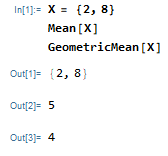 In[1]:= X = {2, 8}
Mean[X]
GeometricMean[X]
Out[1]= {2, 8}
Out[2]= 5
Out[3]= 4